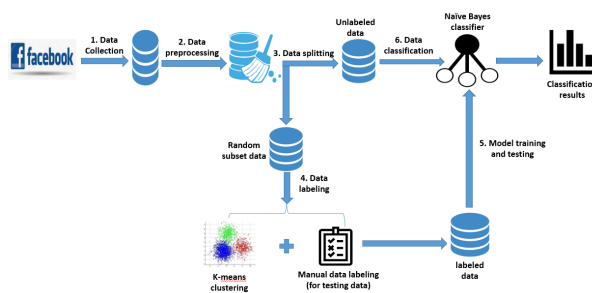 facebook
1. Data
Collection
2. Data
preprocessing
3. Data splitting
Unlabeled
data
6. Data
classification
Naïve Bayes
classifier
Classification
results
Random
subset data
4. Data
labeling
5. Model training
and testing
K-means
clustering
Manual data labeling
(for testing data)
labeled
data